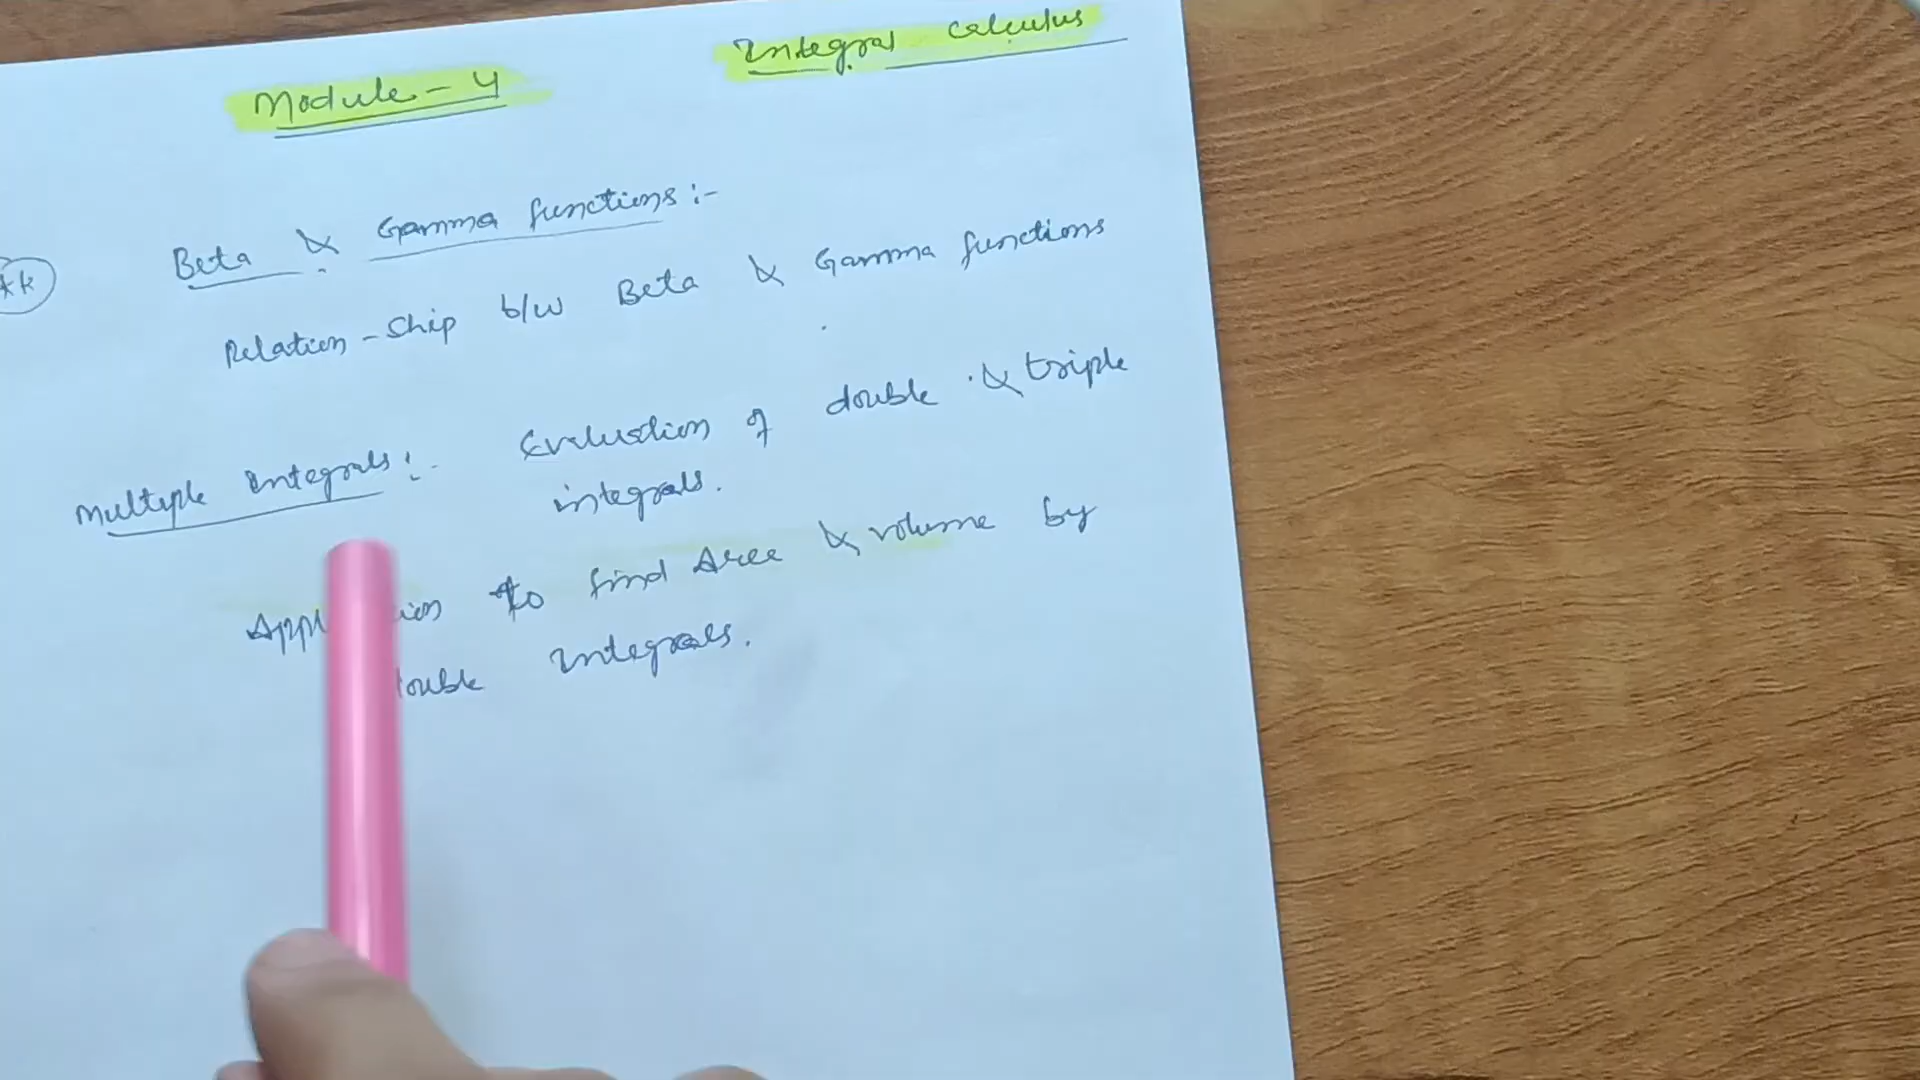 Module - 4 Integral calculus
Beta & Gamma functions :-
Relation - Ship b/w Beta & Gamma functions
Multiple Integrals :- Evaluation of double & triple
integrals.
to find Area & volume by
Integrals.